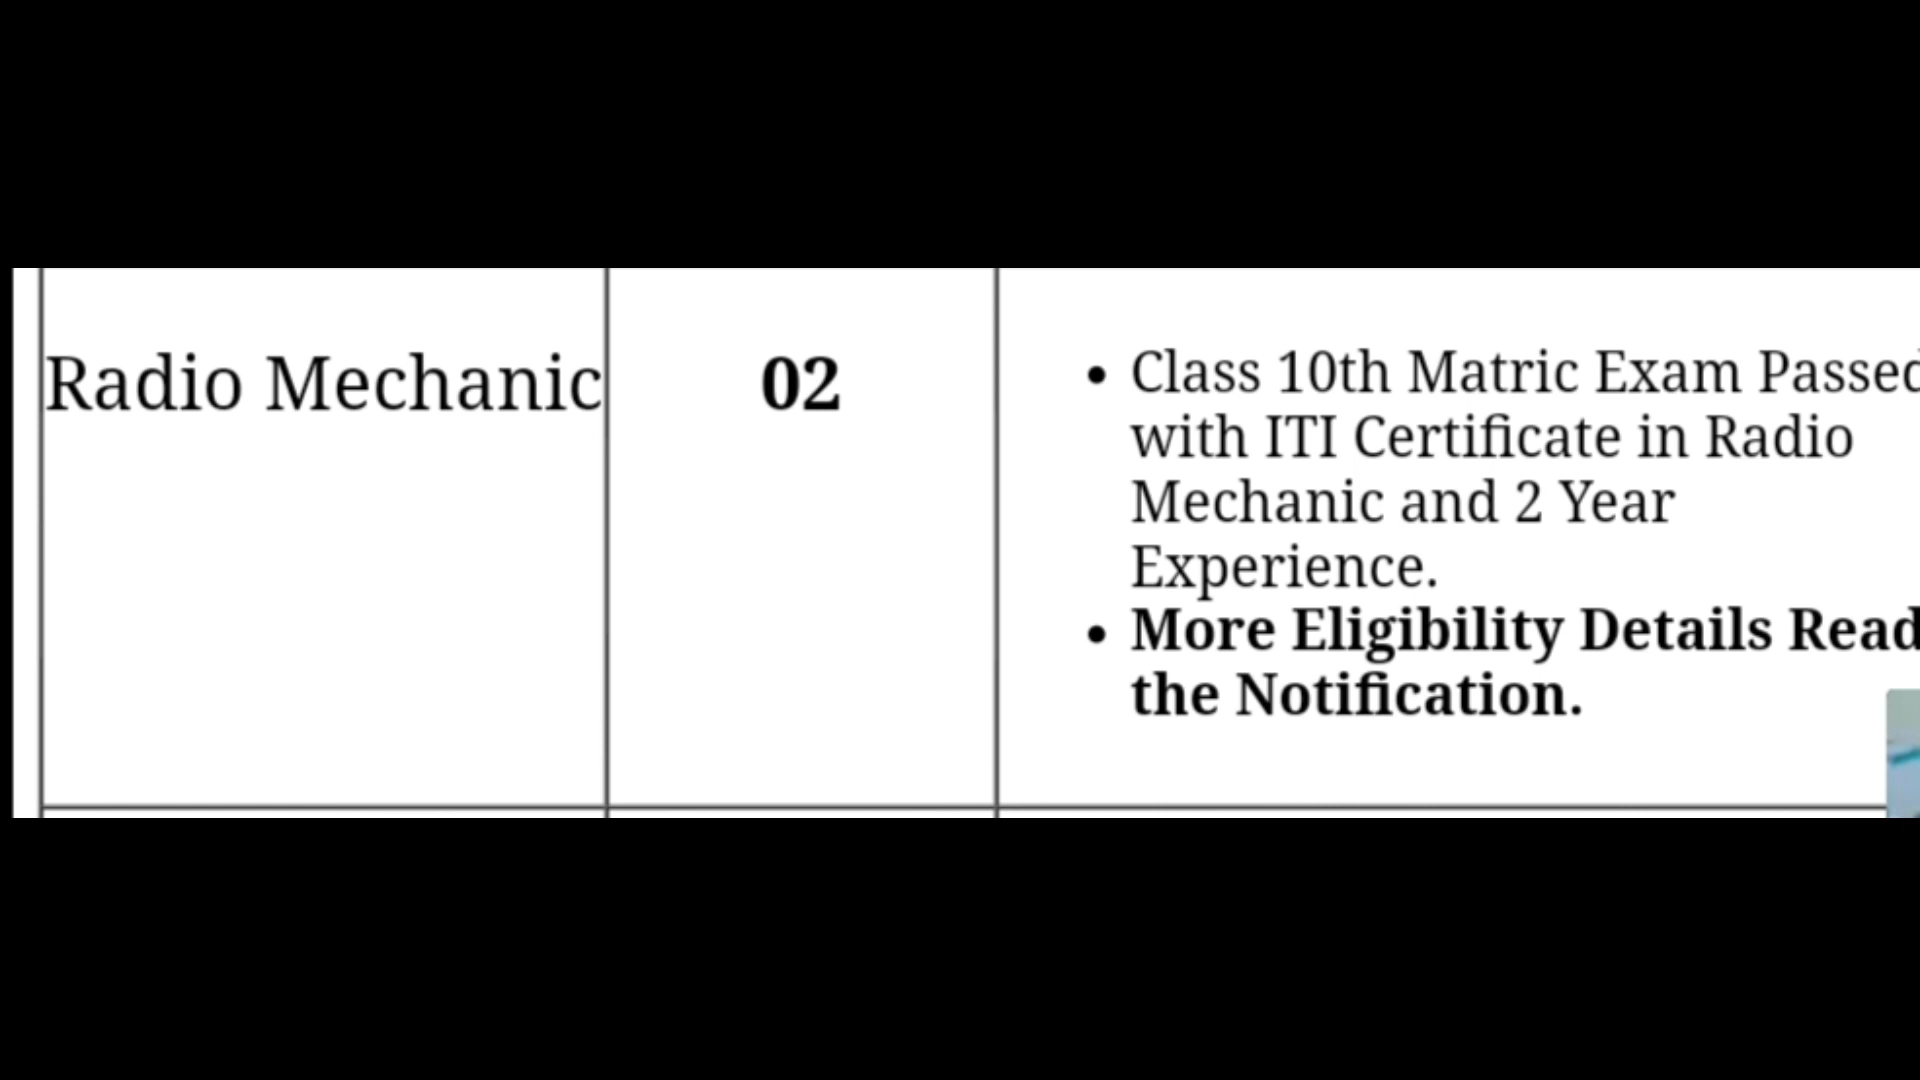 Radio Mechanic
02
• Class 10th Matric Exam Passed
with ITI Certificate in Radio
Mechanic and 2 Year
Experience.
• More Eligibility Details Read
the Notification.